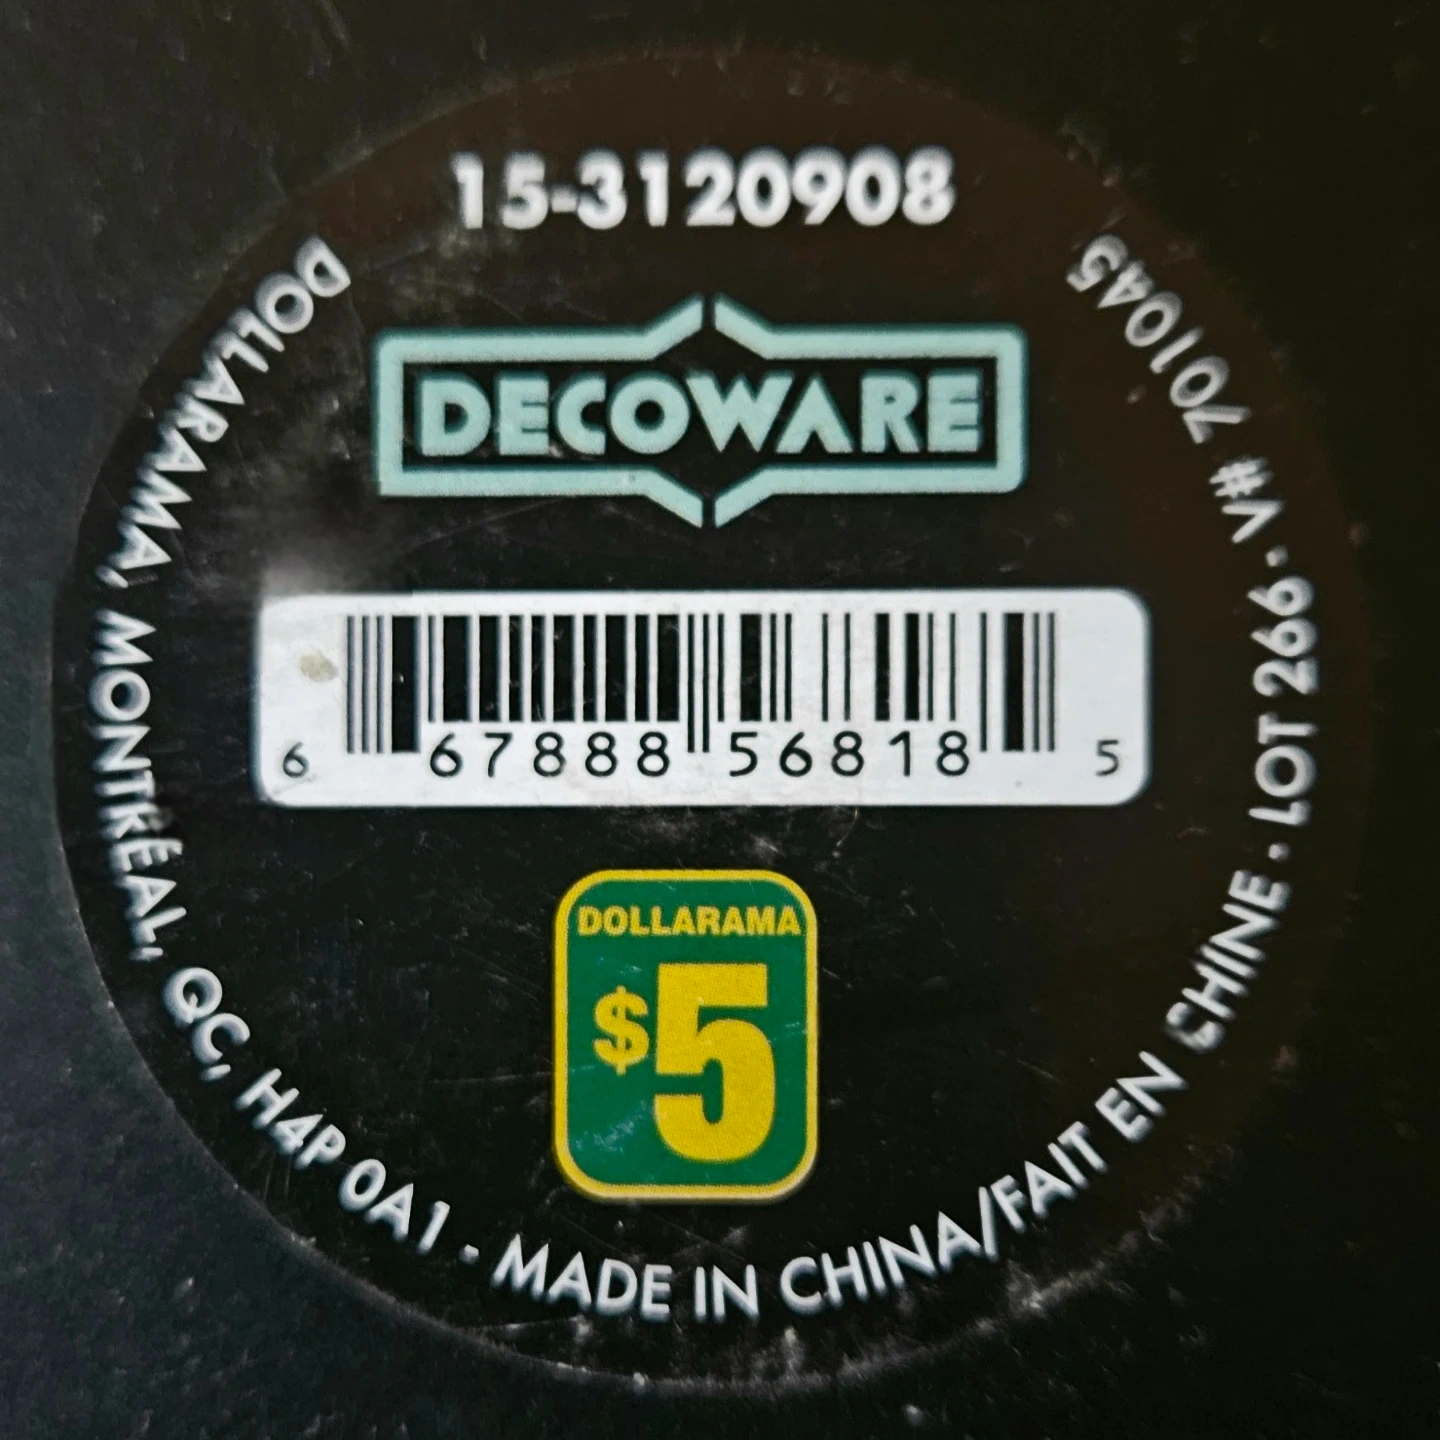 15-3120908
DECOWARE
6 67888 56818 5
DOLLARAMA
$5
DOLLARAMA, MONTRÉAL, QC, H4P 0A1 - MADE IN CHINA/FAIT EN CHINE · LOT 266 · V# 701045